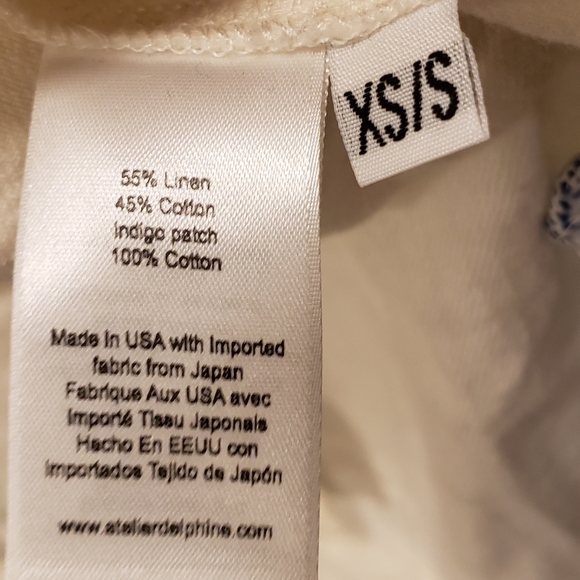 XS/S
55% Linen
45% Cotton
Indigo patch
100% Cotton
Made in USA with Imported
fabric from Japan
Fabrique Aux USA avec
Importé Tissu Japonais
Hecho En EEUU con
Importados Tejido de Japón
www.atelierdelphine.com